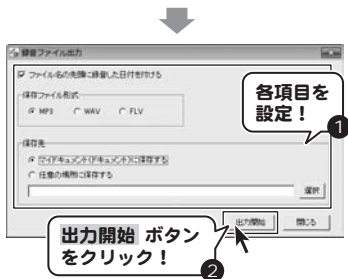 録音ファイル出力
ファイル名の先頭に録音した日付を付ける
保存ファイル形式
MP3 WAV FLV
各項目を
設定！
1
保存先
マイドキュメント(ドキュメント)に保存する
任意の場所に保存する
選択
出力開始 閉じる
出力開始 ボタン
をクリック！
2